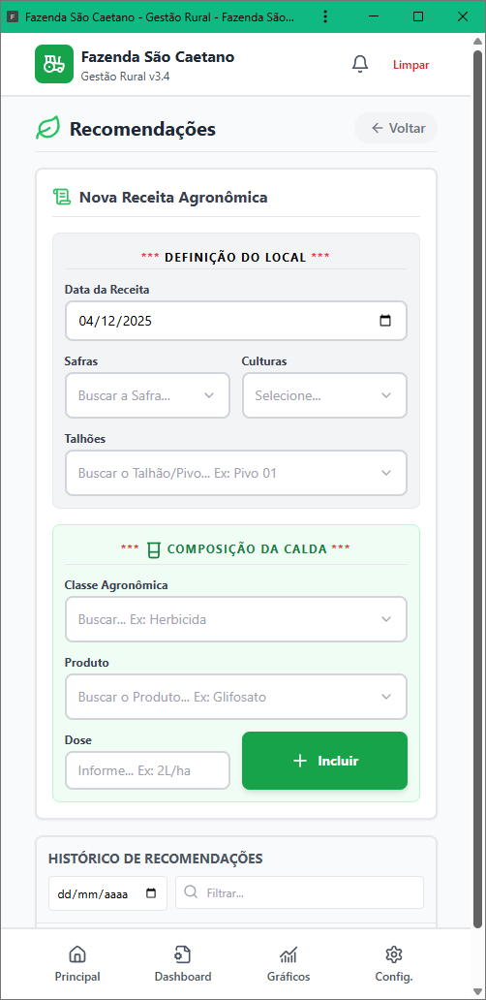 F Fazenda São Caetano - Gestão Rural - Fazenda São...
Fazenda São Caetano
Gestão Rural v3.4
Limpar
Recomendações
Voltar
Nova Receita Agronômica
*** DEFINIÇÃO DO LOCAL ***
Data da Receita
04/12/2025
Safras Culturas
Buscar a Safra... Selecione...
Talhões
Buscar o Talhão/Pivo... Ex: Pivo 01
*** COMPOSIÇÃO DA CALDA ***
Classe Agronômica
Buscar... Ex: Herbicida
Produto
Buscar o Produto... Ex: Glifosato
Dose
Informe... Ex: 2L/ha
+ Incluir
HISTÓRICO DE RECOMENDAÇÕES
dd/mm/aaaa Filtrar...
Principal Dashboard Gráficos Config.